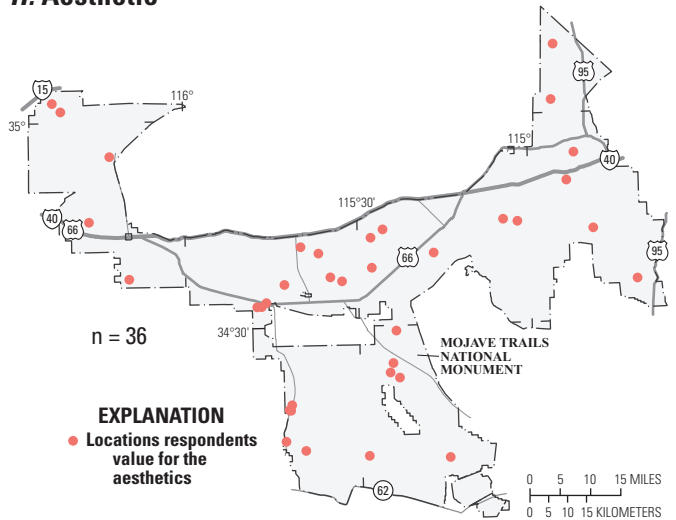 Aesthetic
95
15
116°
35°
115°
40
115°30'
40
66
66
95
34°30'
n = 36
MOJAVE TRAILS
NATIONAL
MONUMENT
EXPLANATION
Locations respondents
value for the
aesthetics
62
0 5 10 15 MILES
0 5 10 15 KILOMETERS